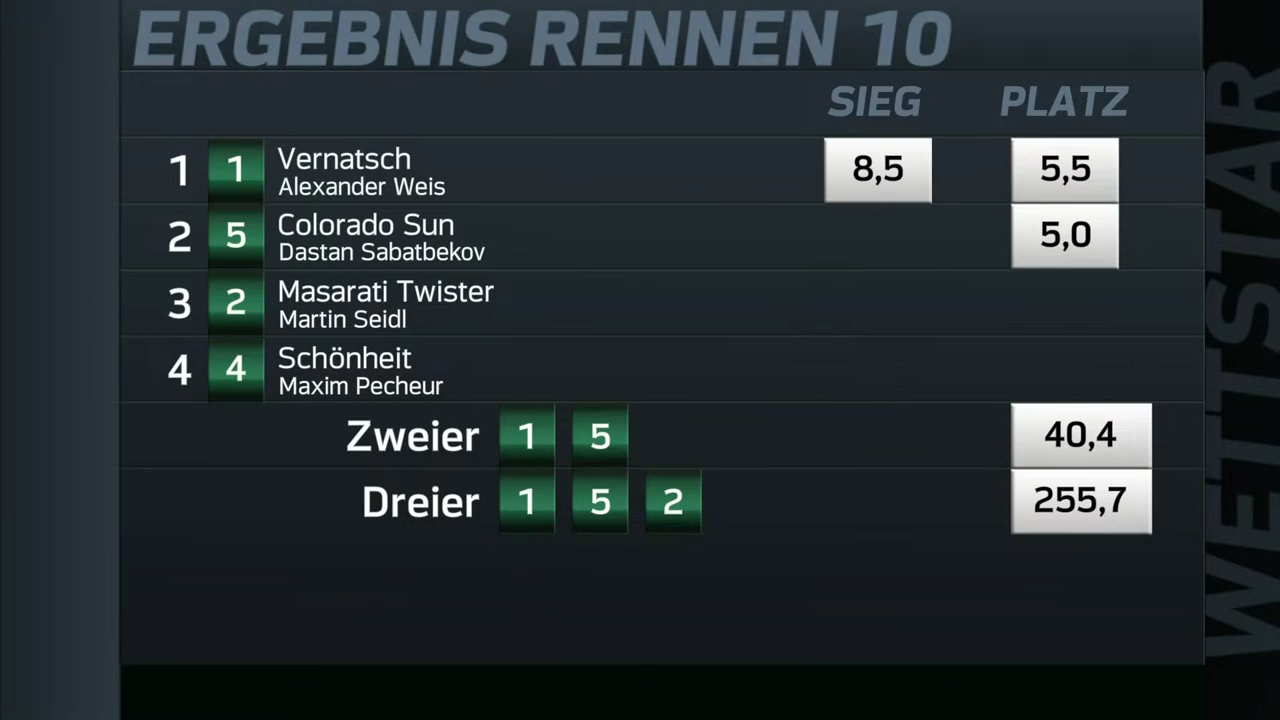 ERGEBNIS RENNEN 10
SIEG PLATZ
1 1 Vernatsch 8,5 5,5
Alexander Weis
2 5 Colorado Sun 5,0
Dastan Sabatbekov
3 2 Masarati Twister
Martin Seidl
4 4 Schönheit
Maxim Pecheur
Zweier 1 5 40,4
Dreier 1 5 2 255,7
WETTSTAR